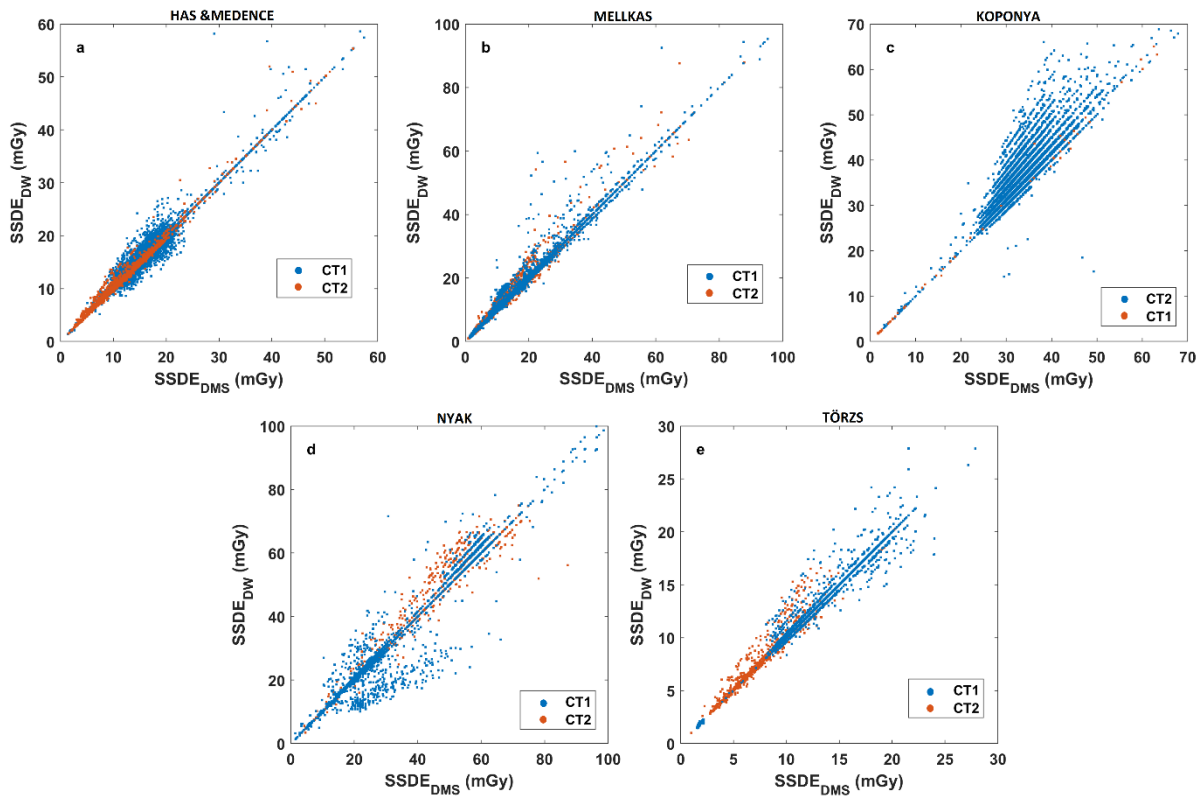 HAS &MEDENCE
a
SSDE_DW (mGy)
60
50
40
30
20
10
0
0 10 20 30 40 50 60
SSDE_DMS (mGy)
CT1
CT2
MELLKAS
b
SSDE_DW (mGy)
100
80
60
40
20
0
0 20 40 60 80 100
SSDE_DMS (mGy)
CT1
CT2
KOPONYA
c
SSDE_DW (mGy)
70
60
50
40
30
20
10
0
0 10 20 30 40 50 60 70
SSDE_DMS (mGy)
CT2
CT1
NYAK
d
SSDE_DW (mGy)
100
80
60
40
20
0
0 20 40 60 80 100
SSDE_DMS (mGy)
CT1
CT2
TÖRZS
e
SSDE_DW (mGy)
30
25
20
15
10
5
0
0 5 10 15 20 25 30
SSDE_DMS (mGy)
CT1
CT2